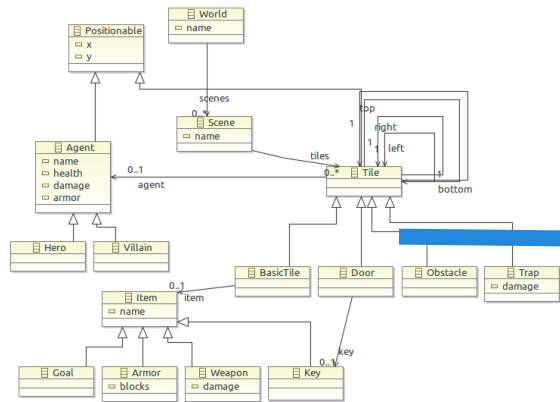 World
name
Positionable
x
y
scenes
0..*
Scene
name
top
1
right
1
1
left
tiles
0..*
Tile
1
bottom
Agent
name
health
damage
armor
0..1
agent
Hero
Villain
BasicTile
Door
Obstacle
Trap
damage
0..1
item
Item
name
key
0..1
Goal
Armor
blocks
Weapon
damage
Key